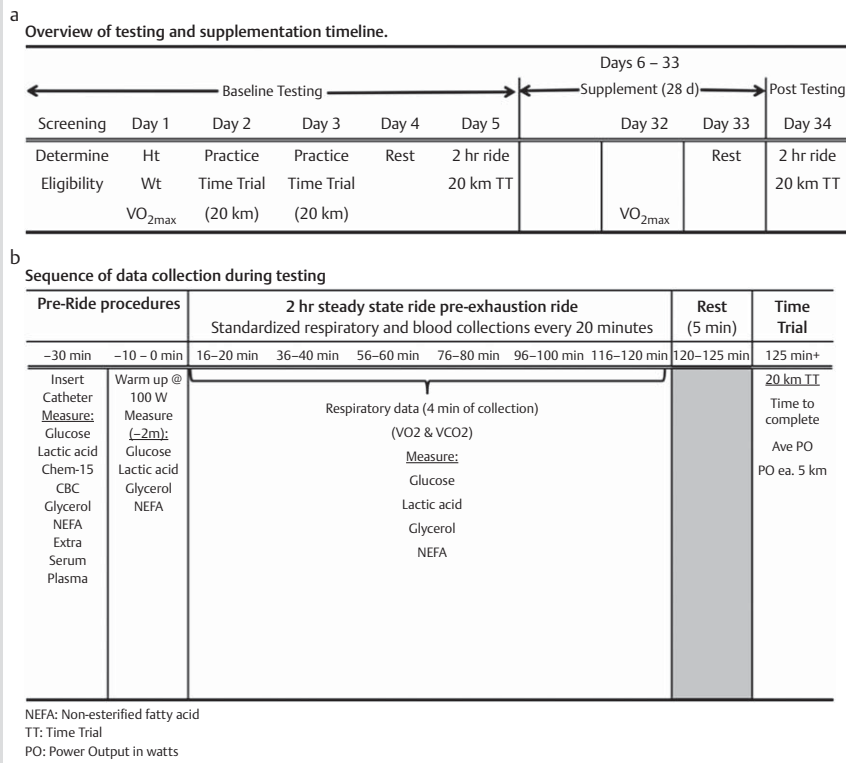 a
Overview of testing and supplementation timeline.
Days 6 – 33
Baseline Testing Supplement (28 d) Post Testing
Screening Day 1 Day 2 Day 3 Day 4 Day 5 Day 32 Day 33 Day 34
Determine Ht Practice Practice Rest 2 hr ride Rest 2 hr ride
Eligibility Wt Time Trial Time Trial 20 km TT 20 km TT
VO2max (20 km) (20 km) VO2max
b
Sequence of data collection during testing
Pre-Ride procedures 2 hr steady state ride pre-exhaustion ride Rest Time
Standardized respiratory and blood collections every 20 minutes (5 min) Trial
–30 min –10 – 0 min 16–20 min 36–40 min 56–60 min 76–80 min 96–100 min 116–120 min 120–125 min 125 min+
Insert
Catheter
Measure:
Glucose
Lactic acid
Chem-15
CBC
Glycerol
NEFA
Extra
Serum
Plasma
Warm up @
100 W
Measure
(–2m):
Glucose
Lactic acid
Glycerol
NEFA
Respiratory data (4 min of collection)
(VO2 & VCO2)
Measure:
Glucose
Lactic acid
Glycerol
NEFA
20 km TT
Time to
complete
Ave PO
PO ea. 5 km
NEFA: Non-esterified fatty acid
TT: Time Trial
PO: Power Output in watts